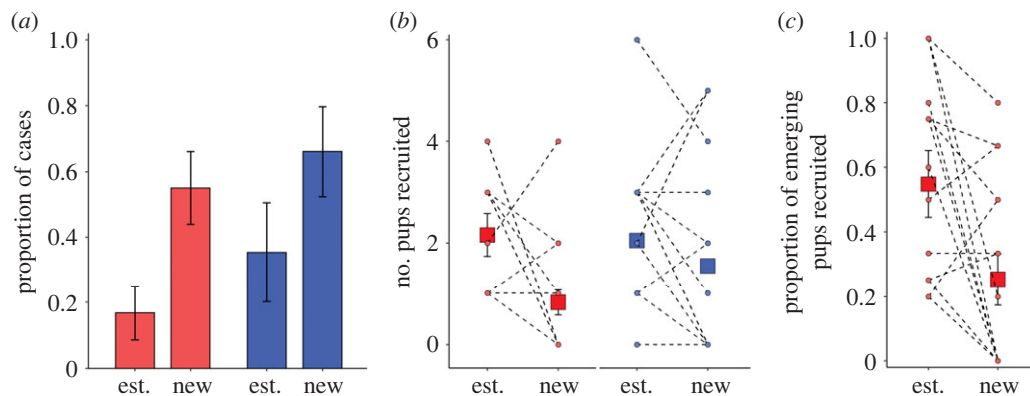 (a)
proportion of cases
1.0
0.8
0.6
0.4
0.2
0
est. new est. new
(b)
no. pups recruited
6
4
2
0
est. new est. new
(c)
proportion of emerging
pups recruited
1.0
0.8
0.6
0.4
0.2
0
est. new